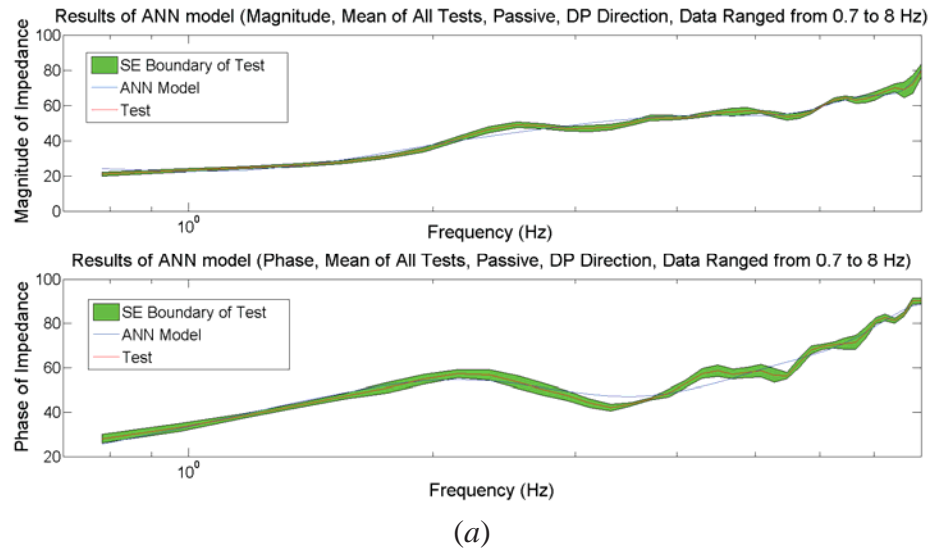 Results of ANN model (Magnitude, Mean of All Tests, Passive, DP Direction, Data Ranged from 0.7 to 8 Hz)
Magnitude of Impedance
100
80
60
40
20
0
SE Boundary of Test
ANN Model
Test
10^0
Frequency (Hz)
Results of ANN model (Phase, Mean of All Tests, Passive, DP Direction, Data Ranged from 0.7 to 8 Hz)
Phase of Impedance
100
80
60
40
20
SE Boundary of Test
ANN Model
Test
10^0
Frequency (Hz)
(a)